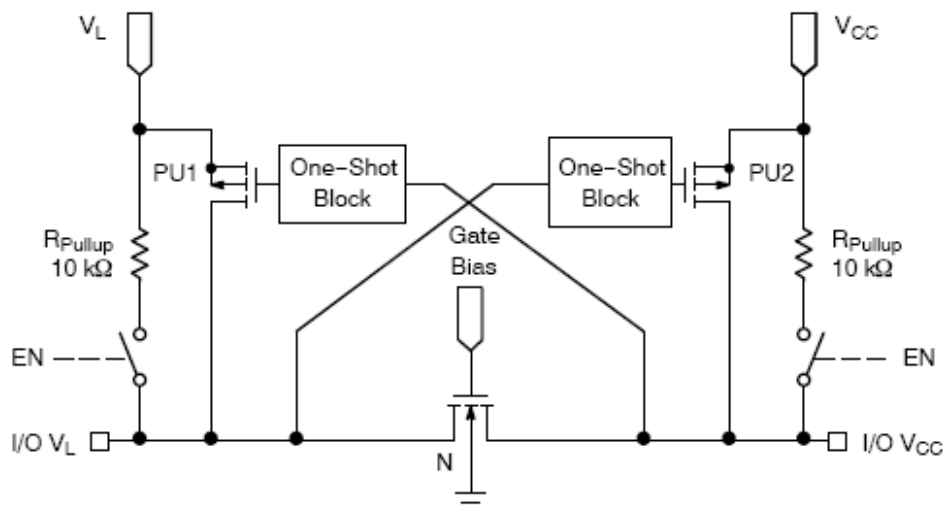 V_L
V_CC
PU1
One-Shot
Block
One-Shot
Block
PU2
Gate
Bias
R_Pullup
10 kΩ
R_Pullup
10 kΩ
EN
EN
I/O V_L
N
I/O V_CC